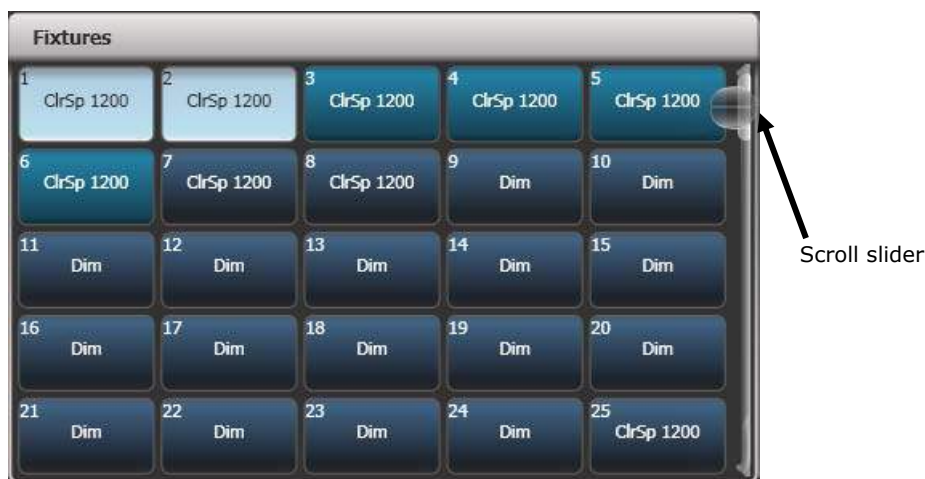 Fixtures
1 2 3 4 5
ClrSp 1200 ClrSp 1200 ClrSp 1200 ClrSp 1200 ClrSp 1200
6 7 8 9 10
ClrSp 1200 ClrSp 1200 ClrSp 1200 Dim Dim
11 12 13 14 15
Dim Dim Dim Dim Dim
Scroll slider
16 17 18 19 20
Dim Dim Dim Dim Dim
21 22 23 24 25
Dim Dim Dim Dim ClrSp 1200